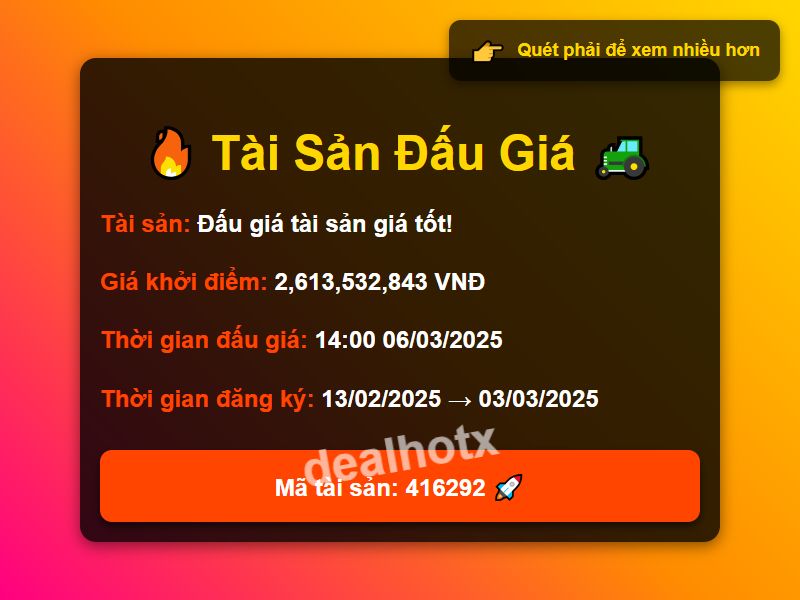 Quét phải để xem nhiều hơn
Tài Sản Đấu Giá
Tài sản: Đấu giá tài sản giá tốt!
Giá khởi điểm: 2,613,532,843 VNĐ
Thời gian đấu giá: 14:00 06/03/2025
Thời gian đăng ký: 13/02/2025 → 03/03/2025
dealhotx
Mã tài sản: 416292